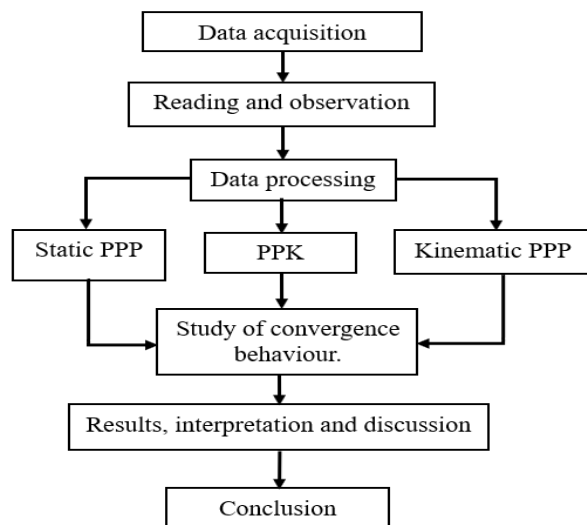 Data acquisition
Reading and observation
Data processing
Static PPP
PPK
Kinematic PPP
Study of convergence
behaviour.
Results, interpretation and discussion
Conclusion